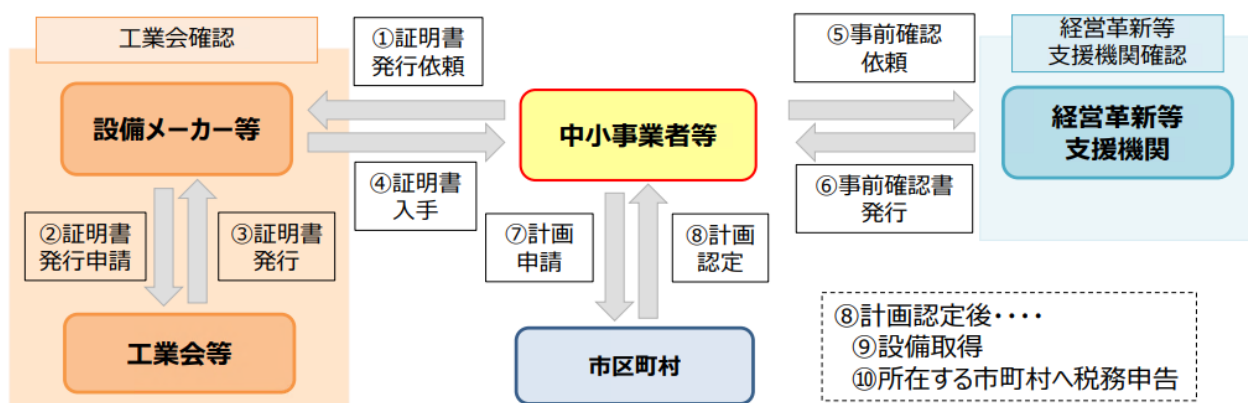 工業会確認
①証明書
発行依頼
⑤事前確認
依頼
経営革新等
支援機関確認
設備メーカー等
中小事業者等
経営革新等
支援機関
④証明書
入手
⑥事前確認書
発行
②証明書
発行申請
③証明書
発行
⑦計画
申請
⑧計画
認定
工業会等
市区町村
⑧計画認定後・・・・
⑨設備取得
⑩所在する市町村へ税務申告